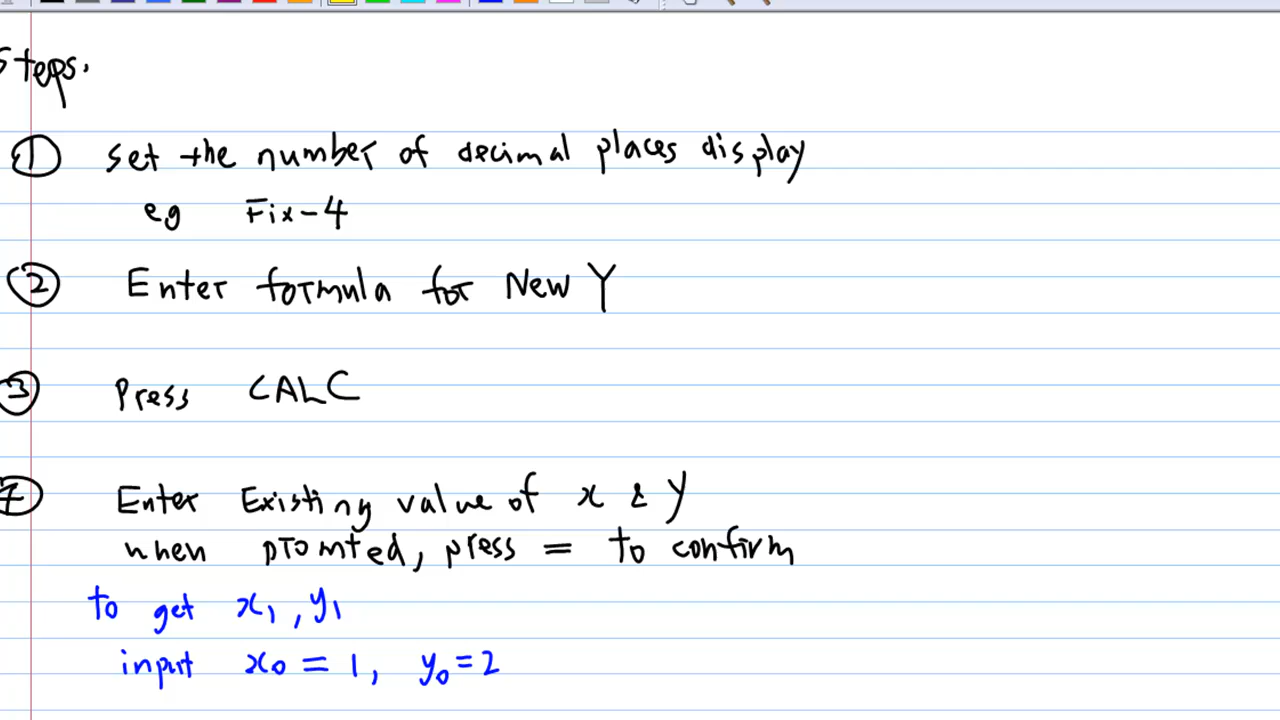 Steps.
① set the number of decimal places display
eg Fix-4
② Enter formula for New Y
③ Press CALC
④ Enter Existing value of x & Y
when promted, press = to confirm
to get x₁, y₁
input x₀ = 1, y₀=2